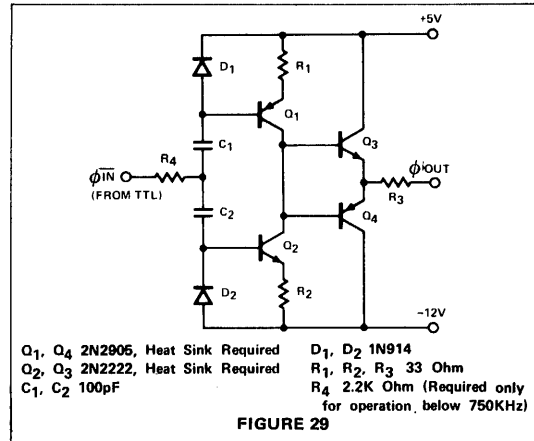 +5V
D1
R1
Q1
C1
R4
Q3
φIN
(FROM TTL)
φOUT
R3
C2
Q4
Q2
D2
R2
-12V
Q1, Q4 2N2905, Heat Sink Required
Q2, Q3 2N2222, Heat Sink Required
C1, C2 100pF
D1, D2 1N914
R1, R2, R3 33 Ohm
R4 2.2K Ohm (Required only
for operation below 750KHz)
FIGURE 29